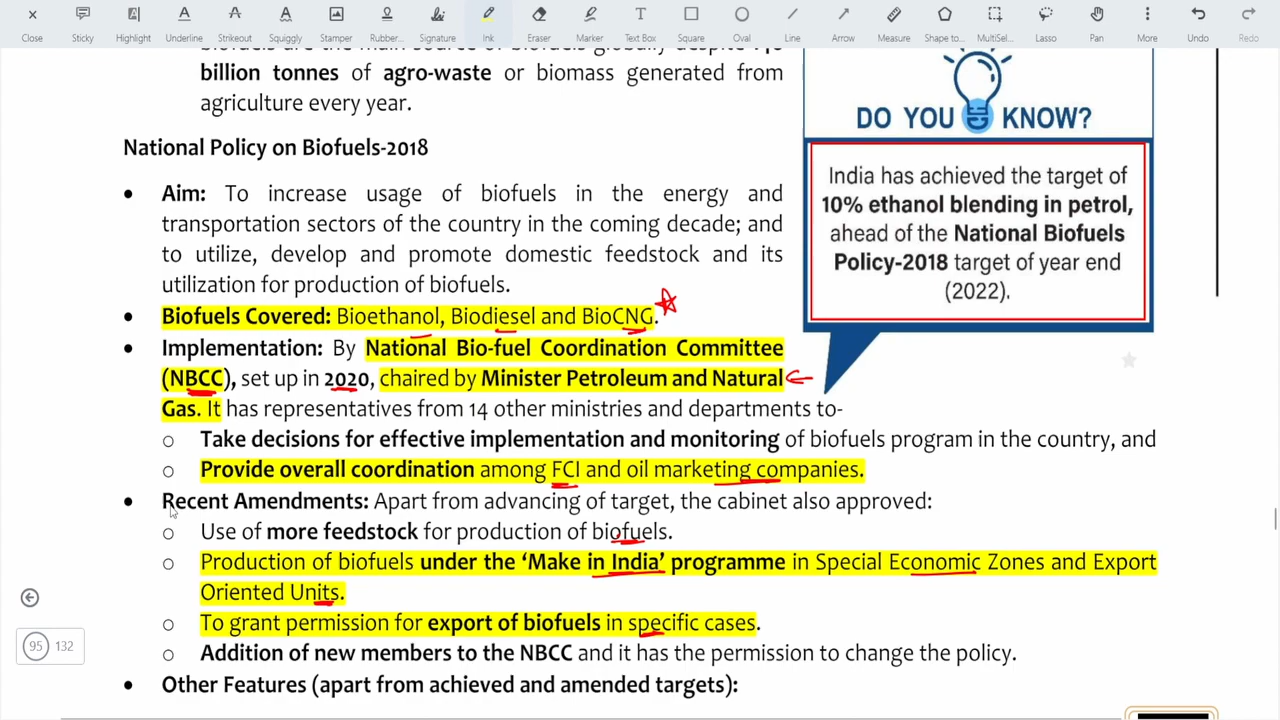 Close Sticky Highlight Underline Strikeout Squiggly Stamper Rubber... Signature Ink Eraser Marker Text Box Square Oval Line Arrow Measure Shape to... MultiSel... Lasso Pan More Undo Redo
biofuels are the main source of biofuels globally despite
billion tonnes of agro-waste or biomass generated from
agriculture every year.
DO YOU KNOW?
India has achieved the target of
10% ethanol blending in petrol,
ahead of the National Biofuels
Policy-2018 target of year end
(2022).
National Policy on Biofuels-2018
• Aim: To increase usage of biofuels in the energy and
transportation sectors of the country in the coming decade; and
to utilize, develop and promote domestic feedstock and its
utilization for production of biofuels.
• Biofuels Covered: Bioethanol, Biodiesel and BioCNG.
• Implementation: By National Bio-fuel Coordination Committee
(NBCC), set up in 2020, chaired by Minister Petroleum and Natural
Gas. It has representatives from 14 other ministries and departments to-
o Take decisions for effective implementation and monitoring of biofuels program in the country, and
o Provide overall coordination among FCI and oil marketing companies.
• Recent Amendments: Apart from advancing of target, the cabinet also approved:
o Use of more feedstock for production of biofuels.
o Production of biofuels under the ‘Make in India’ programme in Special Economic Zones and Export
Oriented Units.
o To grant permission for export of biofuels in specific cases.
o Addition of new members to the NBCC and it has the permission to change the policy.
• Other Features (apart from achieved and amended targets):
95 132